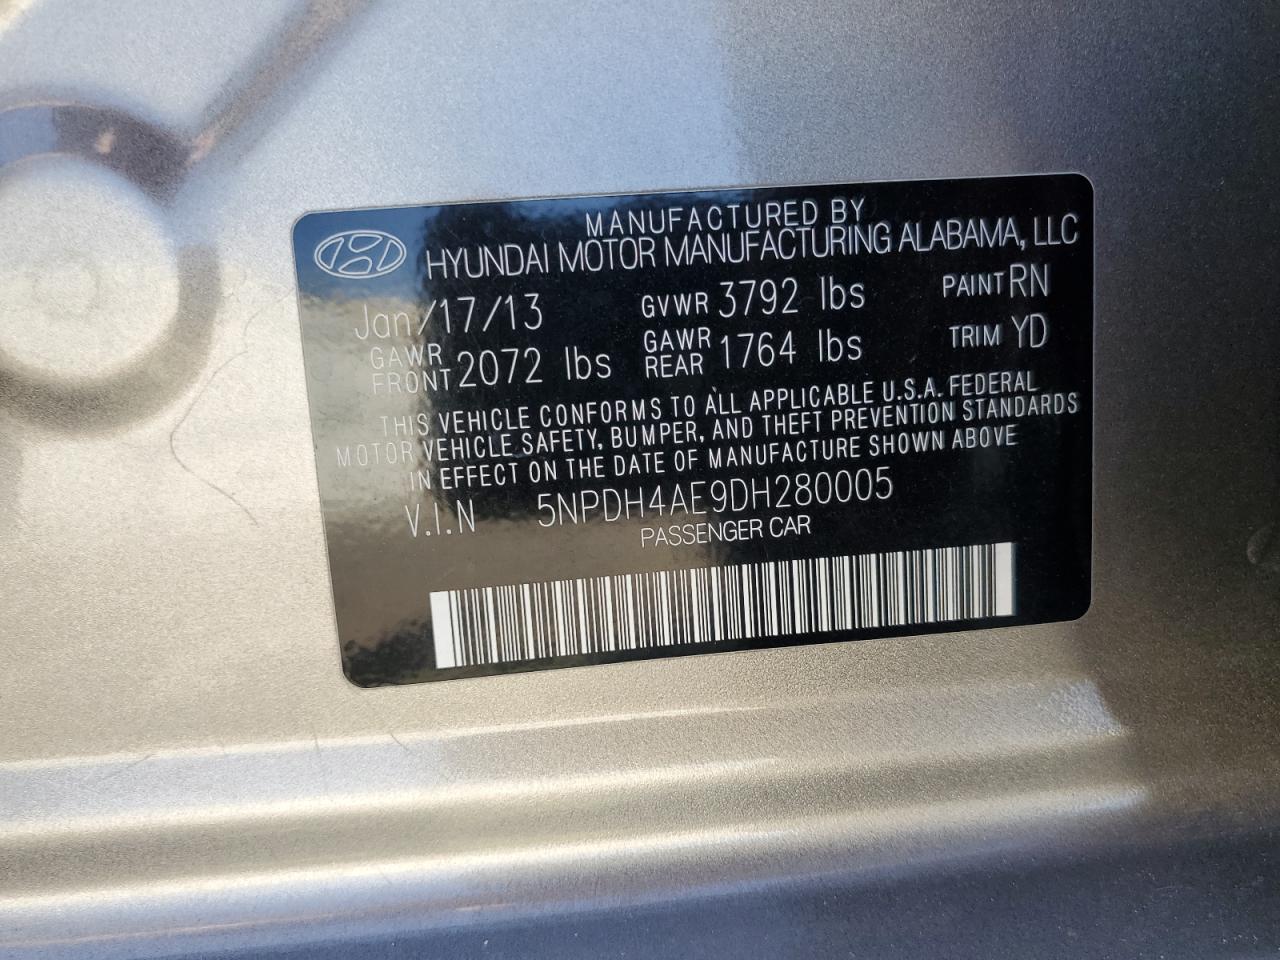 MANUFACTURED BY
HYUNDAI MOTOR MANUFACTURING ALABAMA, LLC
Jan/17/13 GVWR 3792 lbs PAINT RN
GAWR FRONT 2072 lbs GAWR REAR 1764 lbs TRIM YD
THIS VEHICLE CONFORMS TO ALL APPLICABLE U.S.A. FEDERAL
MOTOR VEHICLE SAFETY, BUMPER, AND THEFT PREVENTION STANDARDS
IN EFFECT ON THE DATE OF MANUFACTURE SHOWN ABOVE
V.I.N 5NPDH4AE9DH280005
PASSENGER CAR